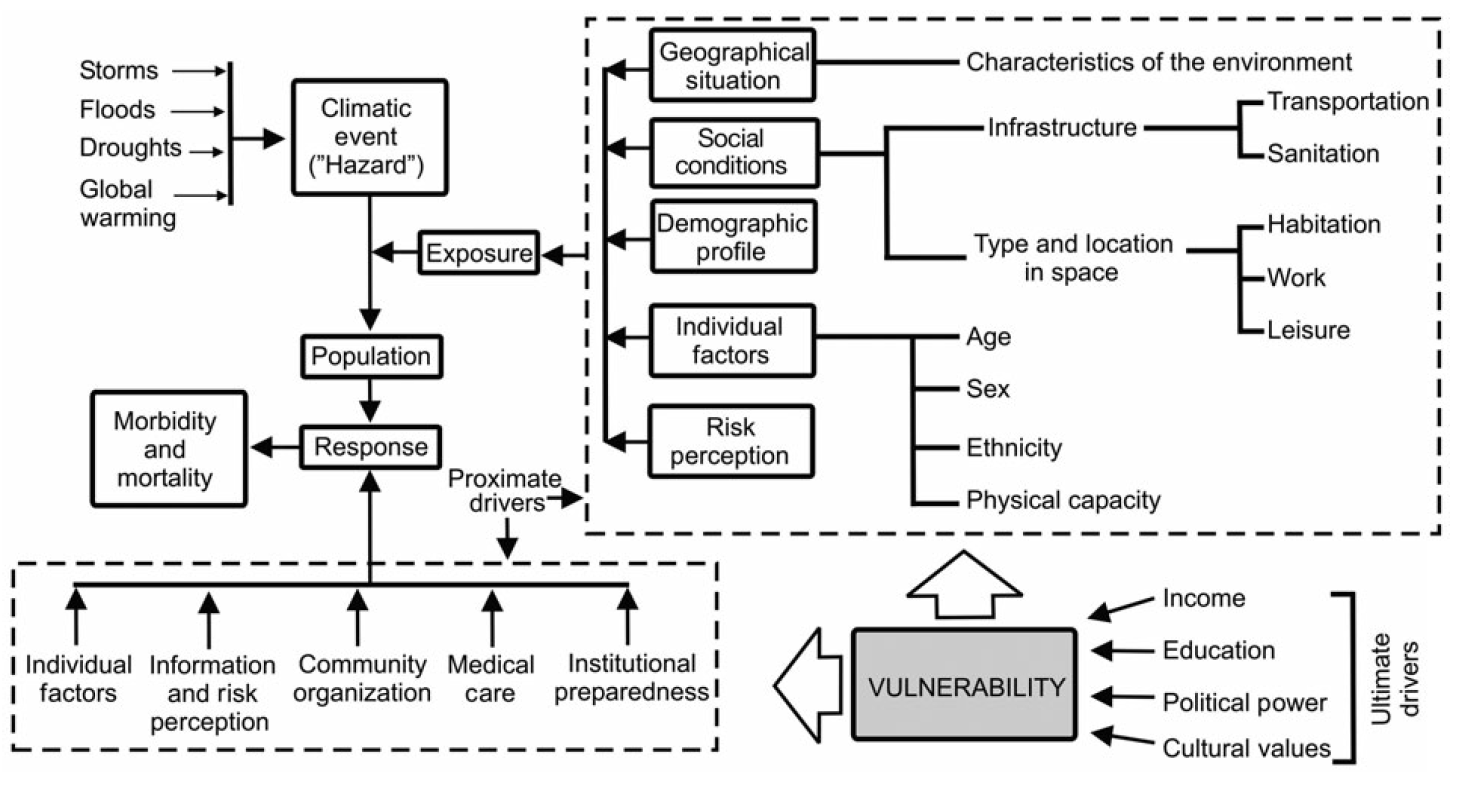 Storms
Floods
Droughts
Global
warming
Climatic
event
("Hazard")
Exposure
Population
Response
Morbidity
and
mortality
Proximate
drivers
Geographical
situation
Characteristics of the environment
Social
conditions
Infrastructure
Transportation
Sanitation
Type and location
in space
Habitation
Work
Leisure
Demographic
profile
Individual
factors
Age
Sex
Ethnicity
Physical capacity
Risk
perception
Individual
factors
Information
and risk
perception
Community
organization
Medical
care
Institutional
preparedness
VULNERABILITY
Income
Education
Political power
Cultural values
Ultimate
drivers